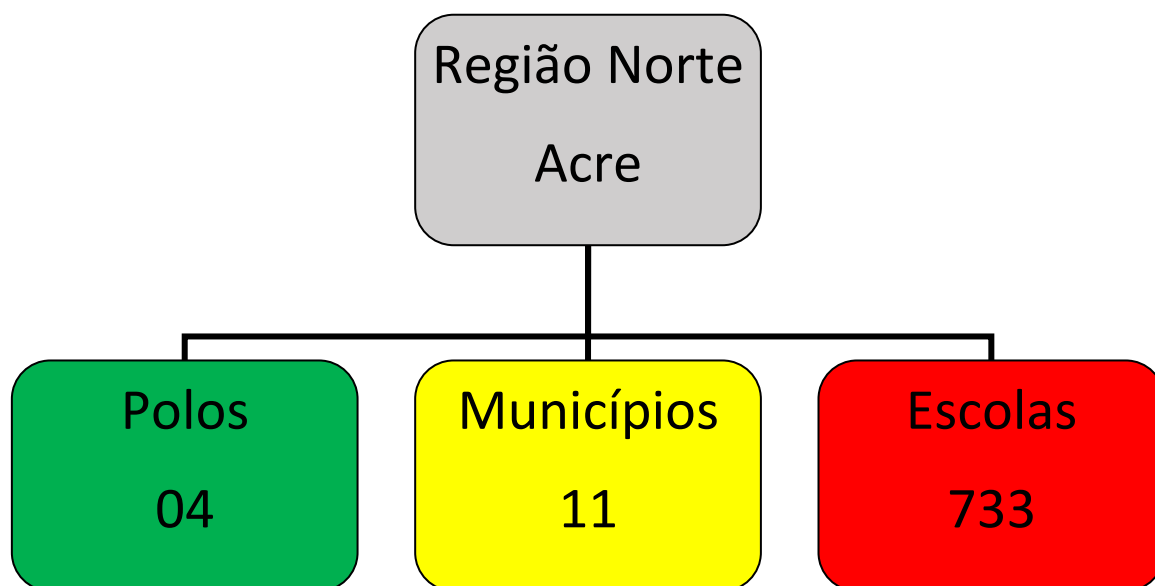 Região Norte
Acre
Polos
04
Municípios
11
Escolas
733